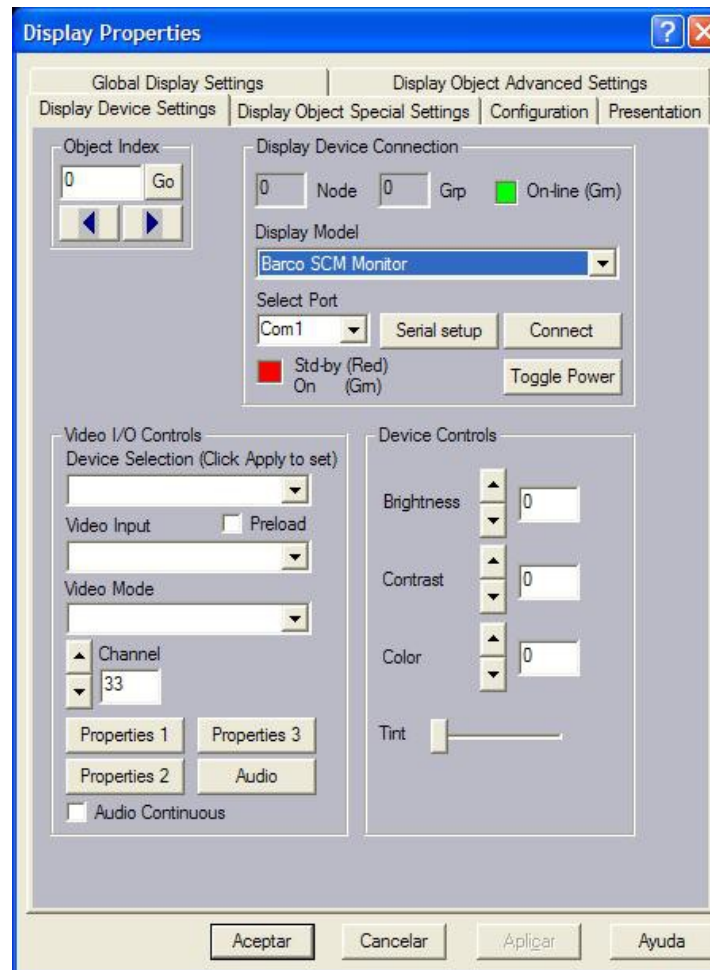 Display Properties
Global Display Settings
Display Object Advanced Settings
Display Device Settings
Display Object Special Settings
Configuration
Presentation
Object Index
0
Go
Display Device Connection
0 Node 0 Grp On-line (Grn)
Display Model
Barco SCM Monitor
Select Port
Com1
Serial setup
Connect
Std-by (Red)
On (Grn)
Toggle Power
Video I/O Controls
Device Selection (Click Apply to set)
Video Input
Preload
Video Mode
Channel
33
Properties 1
Properties 3
Properties 2
Audio
Audio Continuous
Device Controls
Brightness 0
Contrast 0
Color 0
Tint
Aceptar
Cancelar
Aplicar
Ayuda